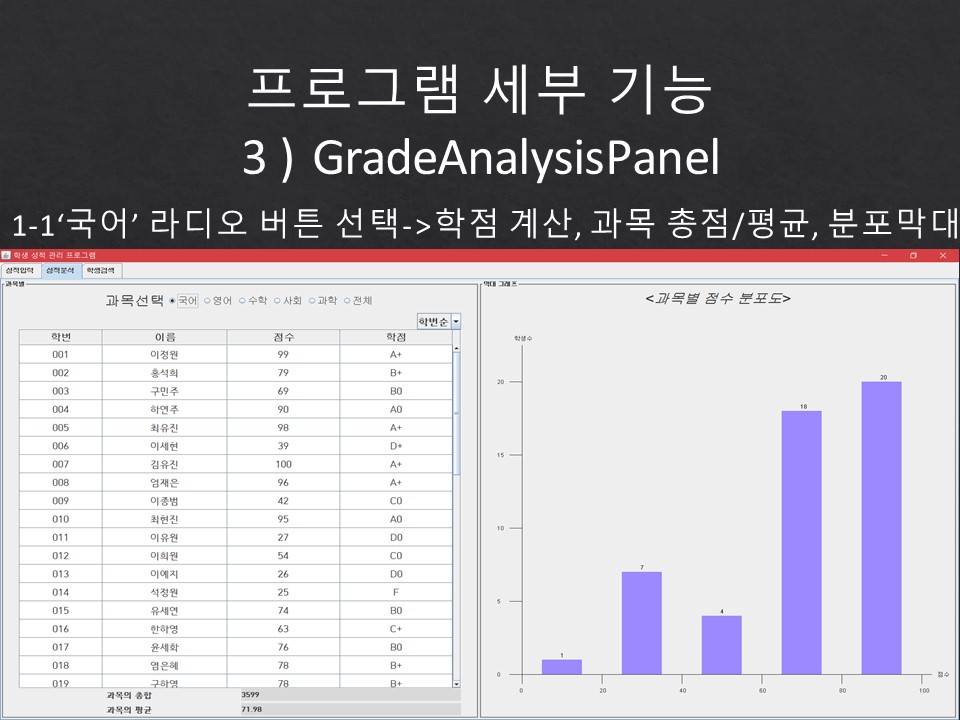 프로그램 세부 기능
3 ) GradeAnalysisPanel
1-1‘국어’ 라디오 버튼 선택->학점 계산, 과목 총점/평균, 분포막대
학생 성적 관리 프로그램
성적입력 성적분석 학생검색
과목별
과목선택 국어 영어 수학 사회 과학 전체
학번순
학번 이름 점수 학점
001 이정원 99 A+
002 홍석희 79 B+
003 구민주 69 B0
004 하연주 90 A0
005 최유진 98 A+
006 이세현 39 D+
007 김유진 100 A+
008 엄재은 96 A+
009 이종범 42 C0
010 최현진 95 A0
011 이유원 27 D0
012 이희원 54 C0
013 이예지 26 D0
014 석정원 25 F
015 유세연 74 B0
016 한하영 63 C+
017 윤세화 76 B0
018 염은혜 78 B+
019 구하영 78 B+
과목의 총합 3599
과목의 평균 71.98
막대 그래프
<과목별 점수 분포도>
학생수
20
15
10
5
0
1
7
4
18
20
0 20 40 60 80 100
점수